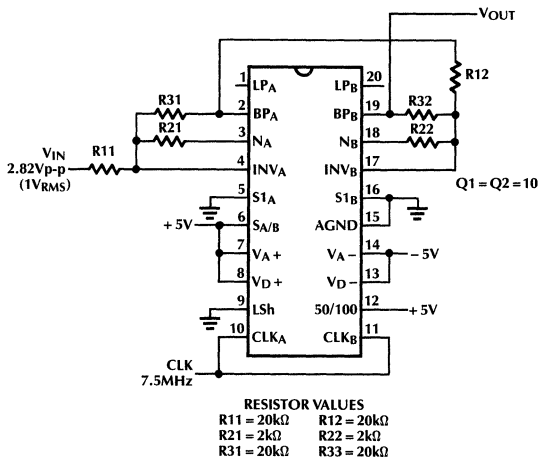 VOUT
R12
1 LPA
LPB 20
R31
2 BPA
BPB 19
R32
R21
3 NA
NB 18
R22
VIN
2.82Vp-p
(1VRMS)
R11
4 INVA
INVB 17
Q1 = Q2 = 10
5 S1A
S1B 16
+5V
6 SA/B
AGND 15
7 VA+
VA− 14
−5V
8 VD+
VD− 13
9 LSh
50/100 12
+5V
10 CLKA
CLKB 11
CLK
7.5MHz
RESISTOR VALUES
R11 = 20kΩ R12 = 20kΩ
R21 = 2kΩ R22 = 2kΩ
R31 = 20kΩ R33 = 20kΩ